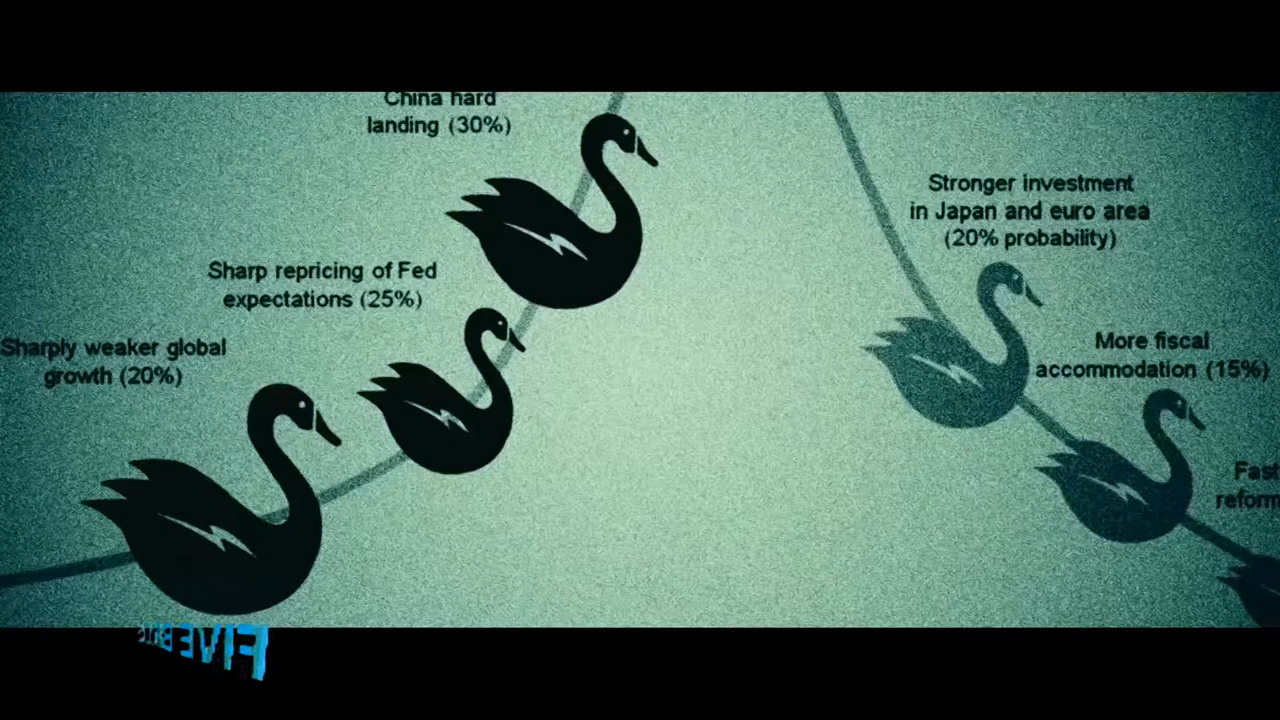 China hard
landing (30%)
Sharp repricing of Fed
expectations (25%)
Sharply weaker global
growth (20%)
Stronger investment
in Japan and euro area
(20% probability)
More fiscal
accommodation (15%)
FIVE